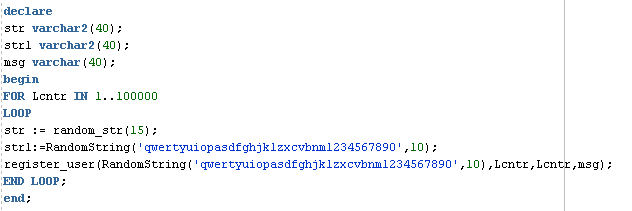 declare
str varchar2(40);
strl varchar2(40);
msg varchar(40);
begin
FOR Lcntr IN 1..100000
LOOP
str := random_str(15);
strl:=RandomString('qwertyuiopasdfghjklzxcvbnm1234567890',10);
register_user(RandomString('qwertyuiopasdfghjklzxcvbnm1234567890',10),Lcntr,Lcntr,msg);
END LOOP;
end;